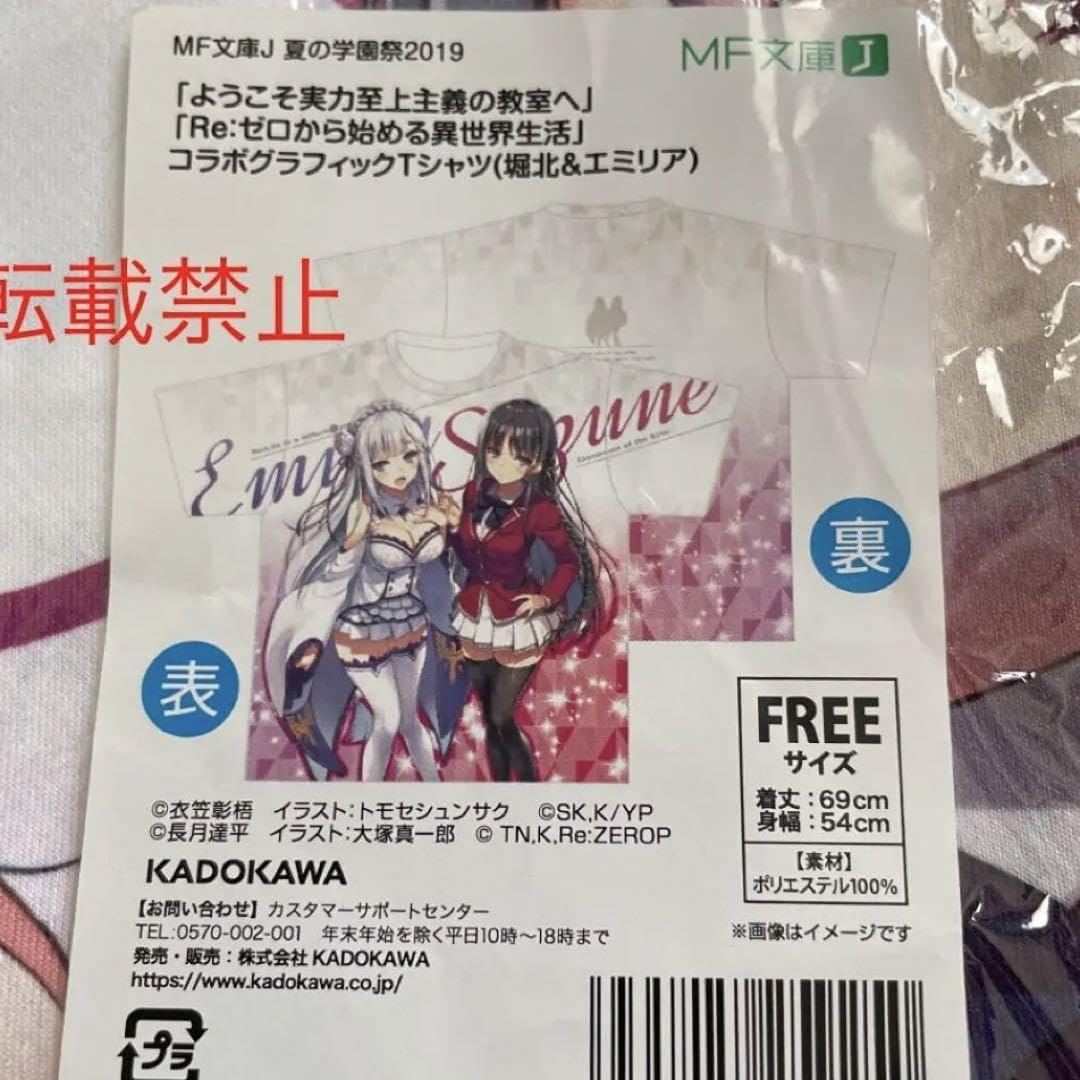 MF文庫J 夏の学園祭2019
MF文庫J
「ようこそ実力至上主義の教室へ」
「Re:ゼロから始める異世界生活」
コラボグラフィックTシャツ(堀北&エミリア)
転載禁止
Suzune
裏
表
FREE
サイズ
着丈:69cm
身幅:54cm
【素材】
ポリエステル100%
©衣笠彰梧 イラスト:トモセシュンサク ©SK,K/YP
©長月達平 イラスト:大塚真一郎 © TN,K,Re:ZEROP
KADOKAWA
【お問い合わせ】カスタマーサポートセンター
TEL:0570-002-001 年末年始を除く平日10時〜18時まで
※画像はイメージです
発売・販売:株式会社 KADOKAWA
https://www.kadokawa.co.jp/
プラ